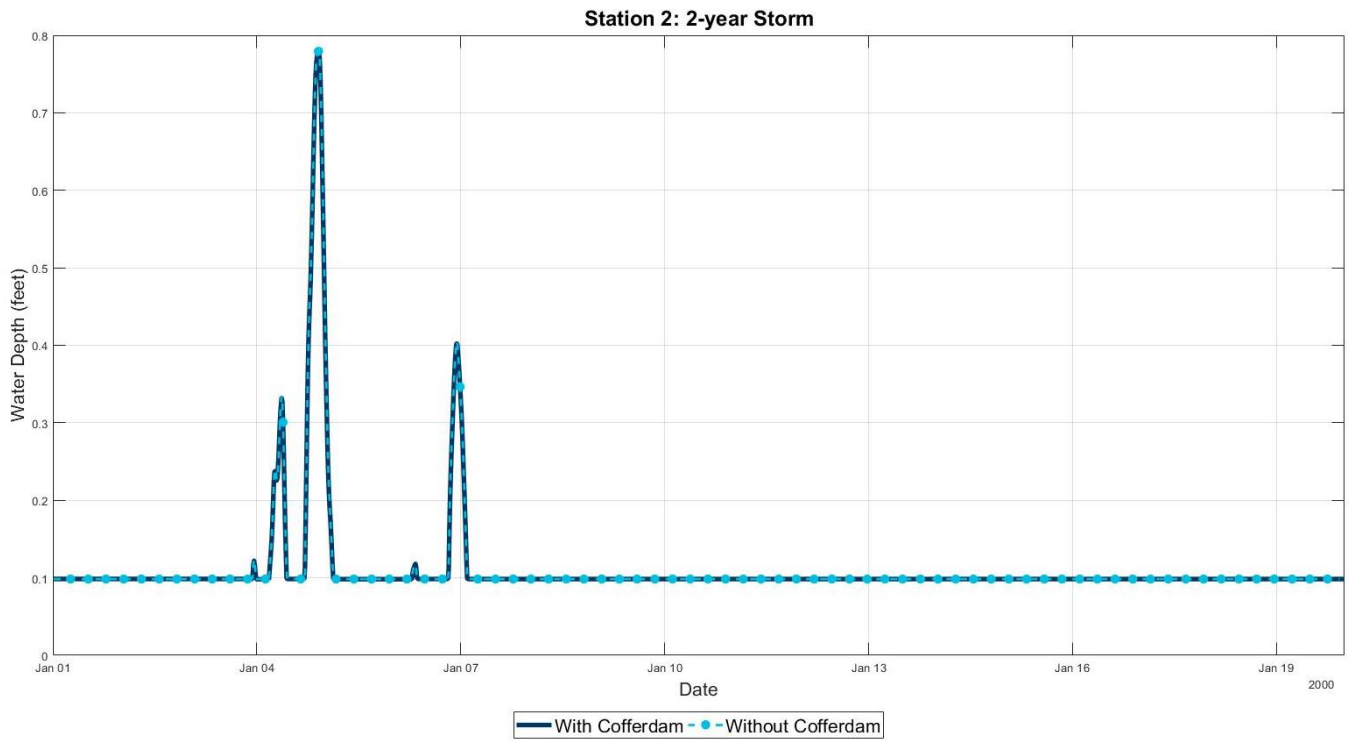 Station 2: 2-year Storm
0.8
0.7
0.6
0.5
0.4
0.3
0.2
0.1
0
Water Depth (feet)
Jan 01 Jan 04 Jan 07 Jan 10 Jan 13 Jan 16 Jan 19
2000
Date
With Cofferdam Without Cofferdam